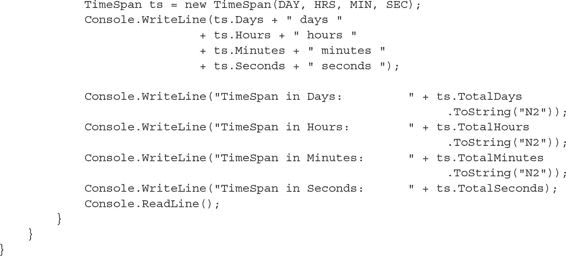 TimeSpan ts = new TimeSpan(DAY, HRS, MIN, SEC);
Console.WriteLine(ts.Days + " days "
+ ts.Hours + " hours "
+ ts.Minutes + " minutes "
+ ts.Seconds + " seconds ");
Console.WriteLine("TimeSpan in Days:         " + ts.TotalDays
.ToString("N2"));
Console.WriteLine("TimeSpan in Hours:        " + ts.TotalHours
.ToString("N2"));
Console.WriteLine("TimeSpan in Minutes:      " + ts.TotalMinutes
.ToString("N2"));
Console.WriteLine("TimeSpan in Seconds:      " + ts.TotalSeconds);
Console.ReadLine();
}
}
}